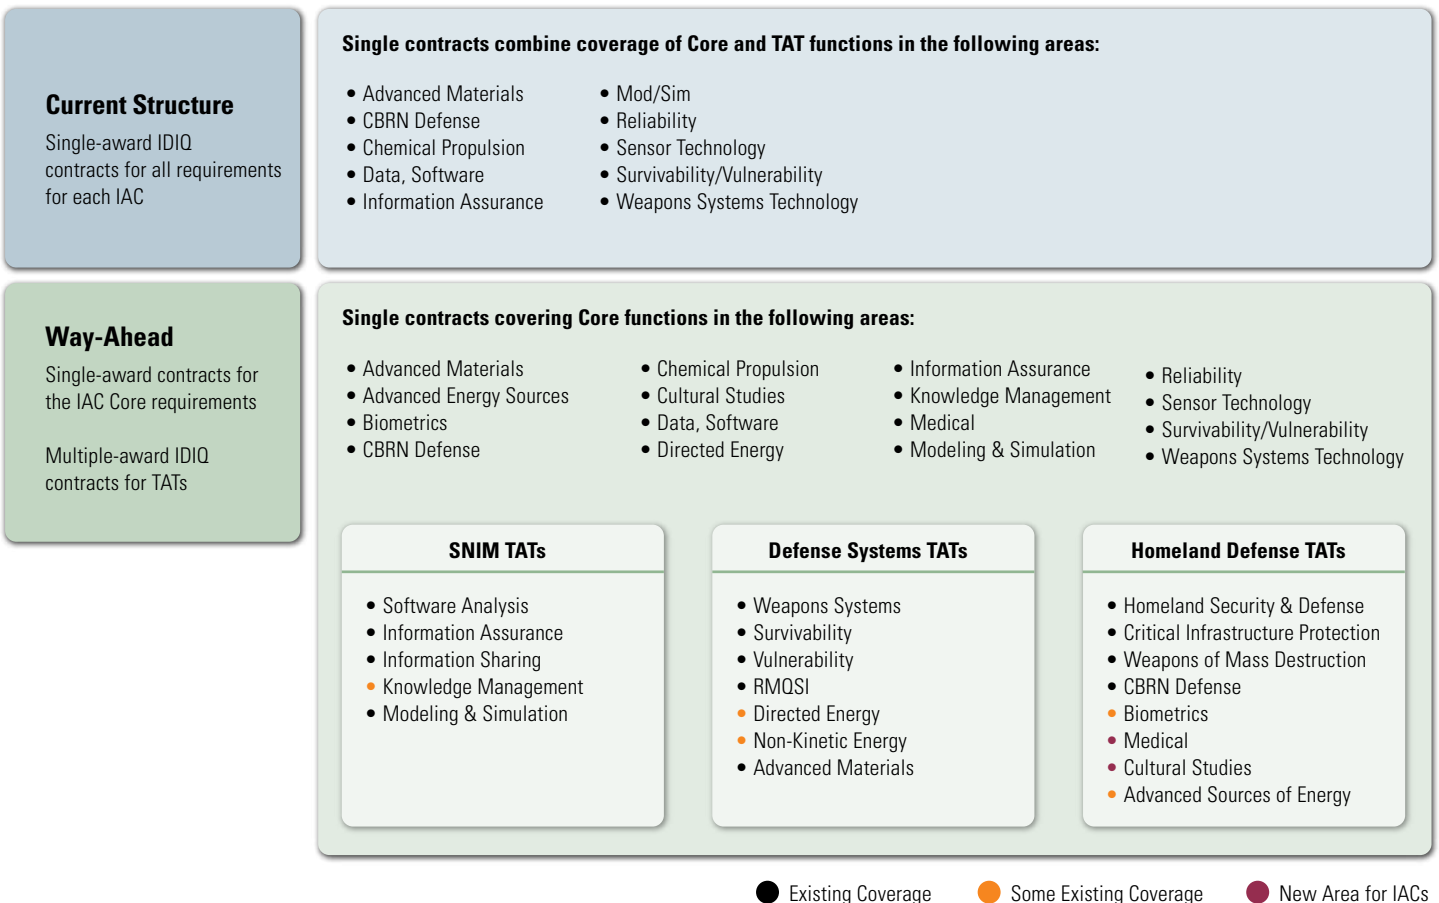 Current Structure
Single-award IDIQ
contracts for all requirements
for each IAC
Single contracts combine coverage of Core and TAT functions in the following areas:
• Advanced Materials
• CBRN Defense
• Chemical Propulsion
• Data, Software
• Information Assurance
• Mod/Sim
• Reliability
• Sensor Technology
• Survivability/Vulnerability
• Weapons Systems Technology
Way-Ahead
Single-award contracts for
the IAC Core requirements
Multiple-award IDIQ
contracts for TATs
Single contracts covering Core functions in the following areas:
• Advanced Materials
• Advanced Energy Sources
• Biometrics
• CBRN Defense
• Chemical Propulsion
• Cultural Studies
• Data, Software
• Directed Energy
• Information Assurance
• Knowledge Management
• Medical
• Modeling & Simulation
• Reliability
• Sensor Technology
• Survivability/Vulnerability
• Weapons Systems Technology
SNIM TATs
• Software Analysis
• Information Assurance
• Information Sharing
• Knowledge Management
• Modeling & Simulation
Defense Systems TATs
• Weapons Systems
• Survivability
• Vulnerability
• RMQSI
• Directed Energy
• Non-Kinetic Energy
• Advanced Materials
Homeland Defense TATs
• Homeland Security & Defense
• Critical Infrastructure Protection
• Weapons of Mass Destruction
• CBRN Defense
• Biometrics
• Medical
• Cultural Studies
• Advanced Sources of Energy
Existing Coverage
Some Existing Coverage
New Area for IACs